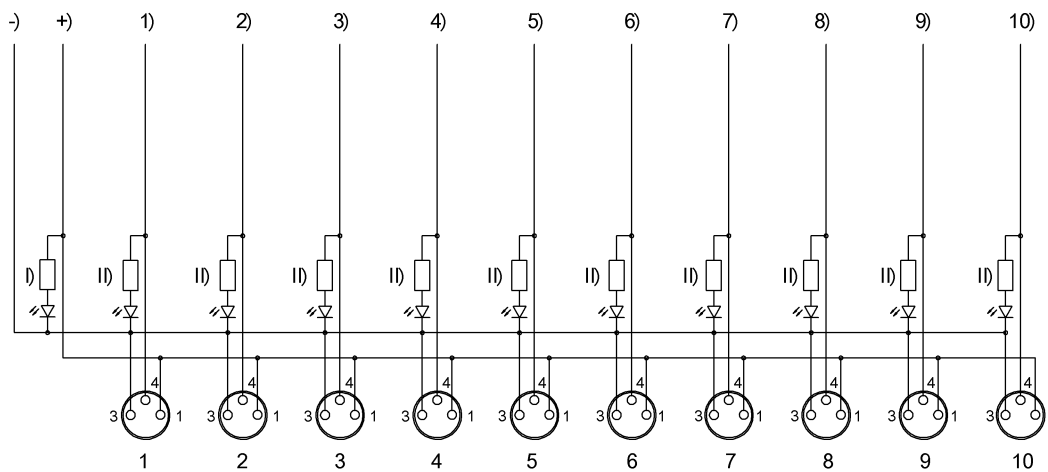 -) +) 1) 2) 3) 4) 5) 6) 7) 8) 9) 10)
I) II) II) II) II) II) II) II) II) II) II)
4 4 4 4 4 4 4 4 4 4
3 1 3 1 3 1 3 1 3 1 3 1 3 1 3 1 3 1 3 1
1 2 3 4 5 6 7 8 9 10